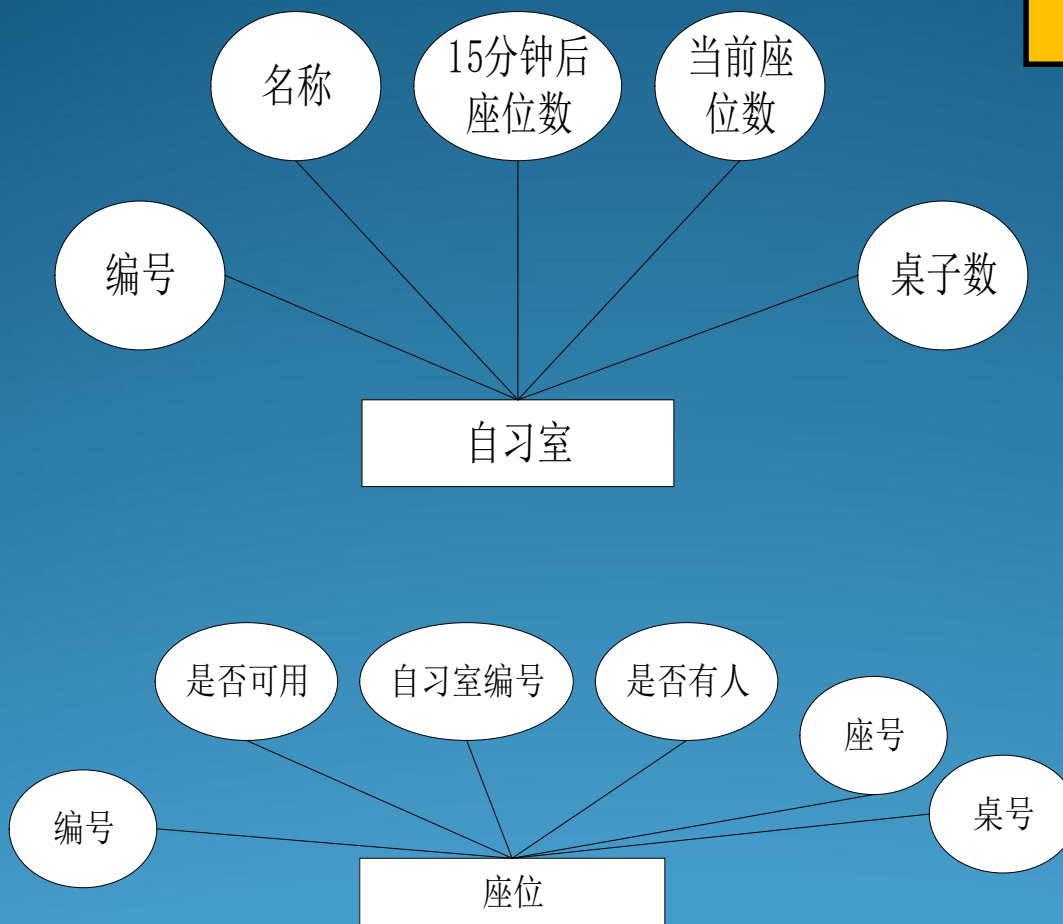 名称
15分钟后
座位数
当前座
位数
编号
桌子数
自习室
是否可用
自习室编号
是否有人
座号
编号
桌号
座位